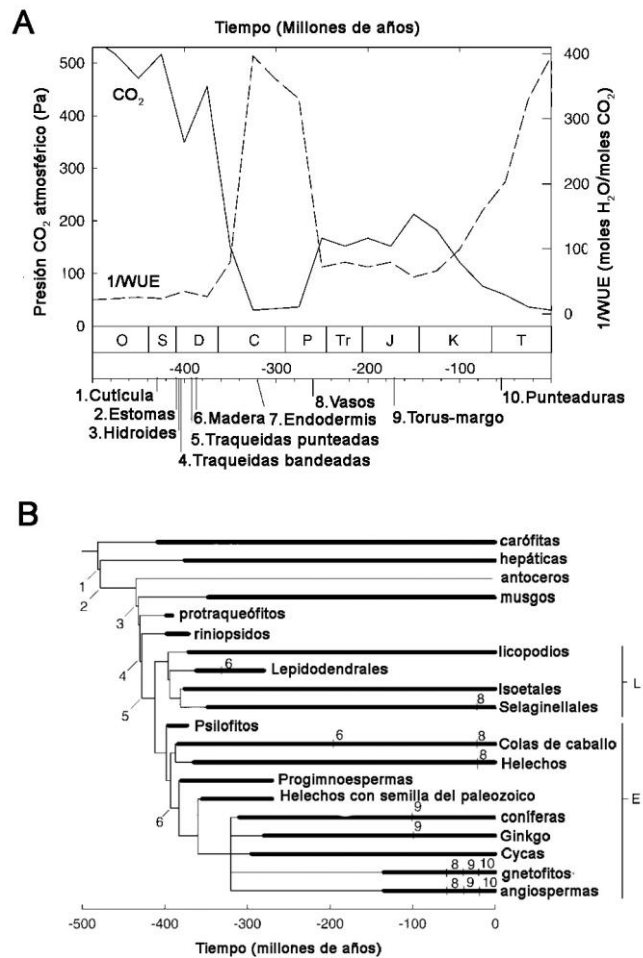 A
Tiempo (Millones de años)
500
400
300
200
100
0
Presión CO2 atmosférico (Pa)
CO2
1/WUE
400
300
200
100
0
1/WUE (moles H2O/moles CO2)
O S D C P Tr J K T
-400 -300 -200 -100
1.Cutícula
2.Estomas
3.Hidroides
4.Traqueidas bandeadas
5.Traqueidas punteadas
6.Madera
7.Endodermis
8.Vasos
9.Torus-margo
10.Punteaduras
B
carófitas
hepáticas
1
antoceros
2
musgos
3
protraqueófitos
riniopsidos
4
licopodios
6
Lepidodendrales
5
Isoetales
L
8
Selaginellales
Psilofitos
6 8
Colas de caballo
8
Helechos
Progimnoespermas
E
Helechos con semilla del paleozoico
6
9
coníferas
9
Ginkgo
Cycas
8 9 10
gnetofitos
8 9 10
angiospermas
-500 -400 -300 -200 -100 0
Tiempo (millones de años)